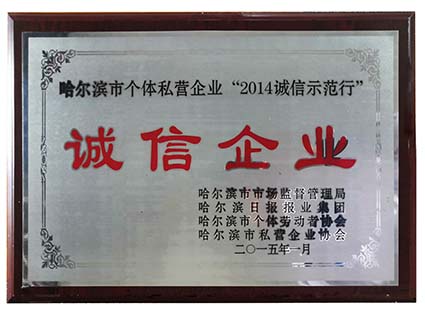 哈尔滨市个体私营企业“2014诚信示范行”
诚信企业
哈尔滨市市场监督管理局
哈尔滨日报报业集团
哈尔滨市个体劳动者协会
哈尔滨市私营企业协会
二〇一五年一月